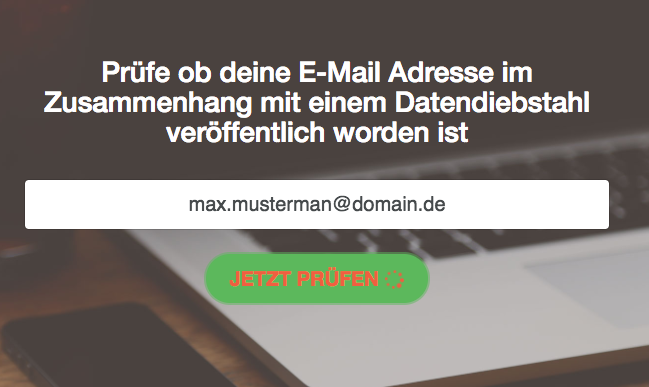 Prüfe ob deine E-Mail Adresse im
Zusammenhang mit einem Datendiebstahl
veröffentlich worden ist
max.musterman@domain.de
JETZT PRÜFEN